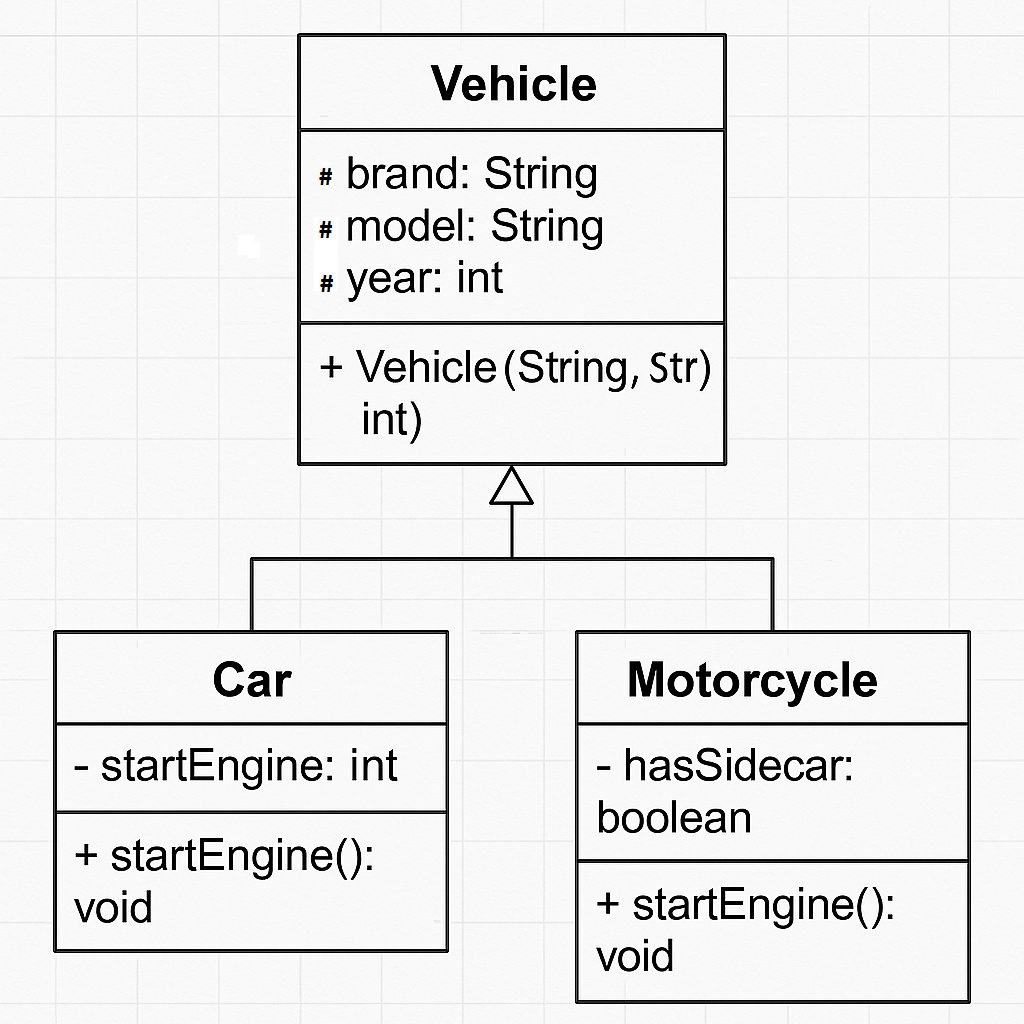 Vehicle
# brand: String
# model: String
# year: int
+ Vehicle(String, Str)
int)
Car
- startEngine: int
+ startEngine():
void
Motorcycle
- hasSidecar:
boolean
+ startEngine():
void